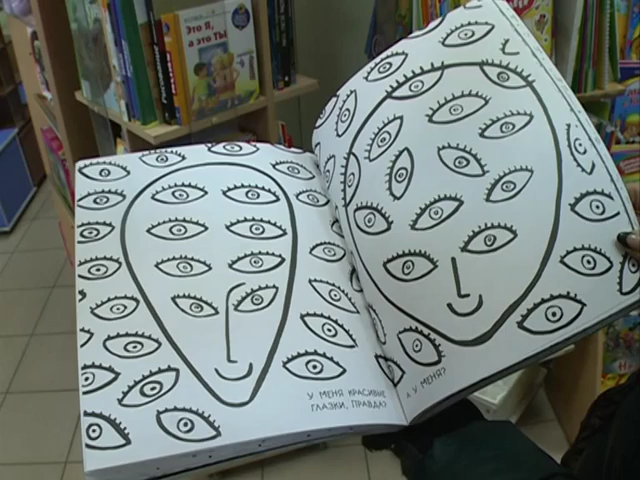 Это я,
а это ты
У МЕНЯ КРАСИВЫЕ
ГЛАЗКИ, ПРАВДА?
А У МЕНЯ?